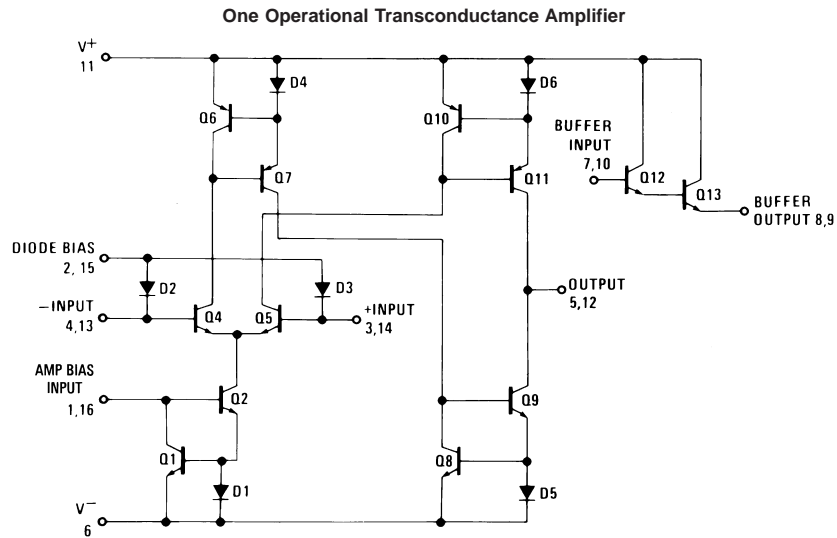 One Operational Transconductance Amplifier
V+
11
D4
D6
Q6
Q10
BUFFER
INPUT
7,10
Q7
Q11
Q12
Q13
BUFFER
OUTPUT 8,9
DIODE BIAS
2, 15
D2
D3
OUTPUT
5,12
–INPUT
4,13
Q4
Q5
+INPUT
3,14
AMP BIAS
INPUT
1,16
Q2
Q9
Q1
Q8
D1
D5
V–
6